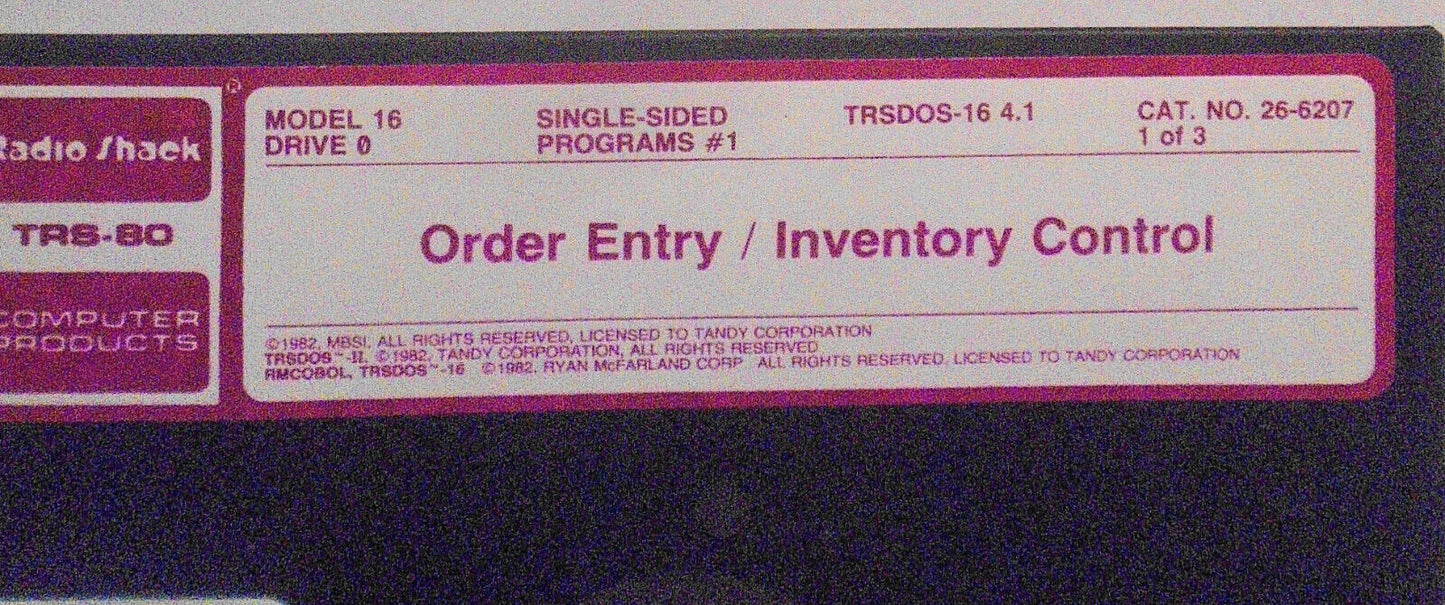 Radio Shack
®
TRS-80
COMPUTER
PRODUCTS
MODEL 16 SINGLE-SIDED TRSDOS-16 4.1 CAT. NO. 26-6207
DRIVE 0 PROGRAMS #1 1 of 3
Order Entry / Inventory Control
©1982, MBSI, ALL RIGHTS RESERVED, LICENSED TO TANDY CORPORATION
TRSDOS™-II, ©1982, TANDY CORPORATION, ALL RIGHTS RESERVED
RMCOBOL, TRSDOS™-16 ©1982, RYAN McFARLAND CORP ALL RIGHTS RESERVED, LICENSED TO TANDY CORPORATION